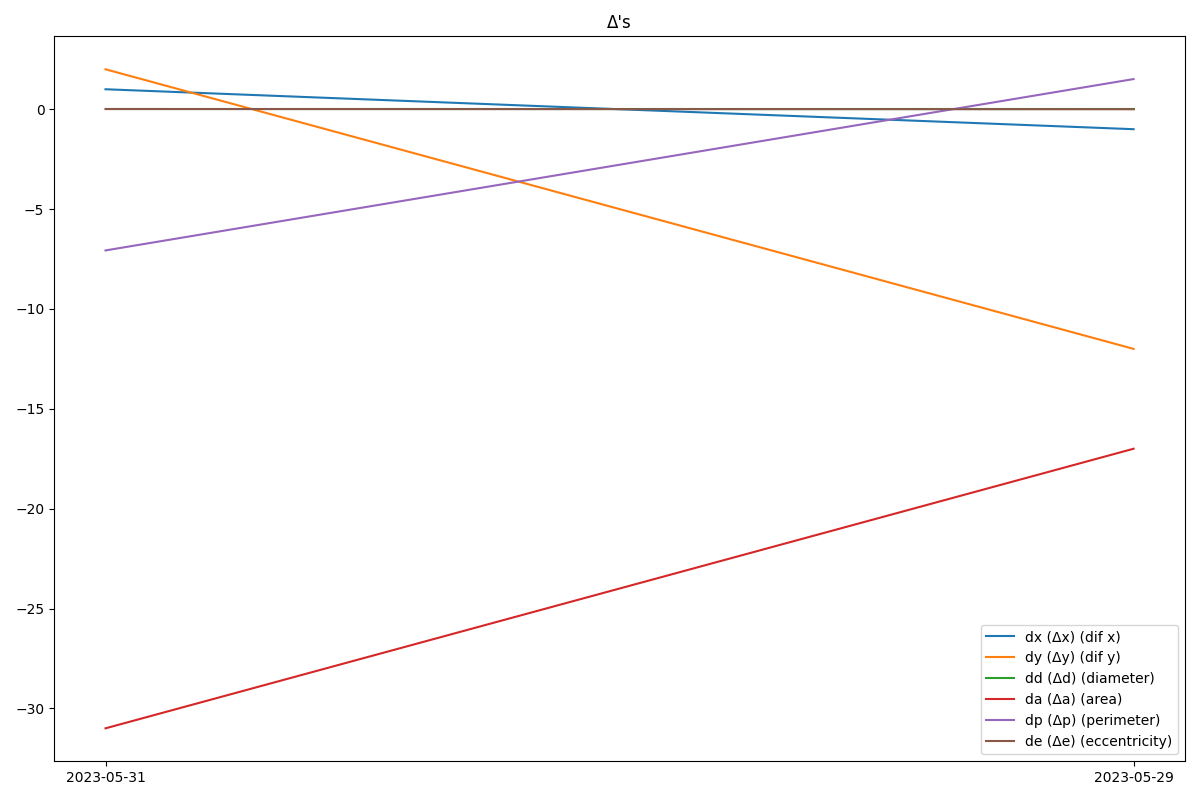 Δ's
0
−5
−10
−15
−20
−25
−30
2023-05-31
2023-05-29
dx (Δx) (dif x)
dy (Δy) (dif y)
dd (Δd) (diameter)
da (Δa) (area)
dp (Δp) (perimeter)
de (Δe) (eccentricity)